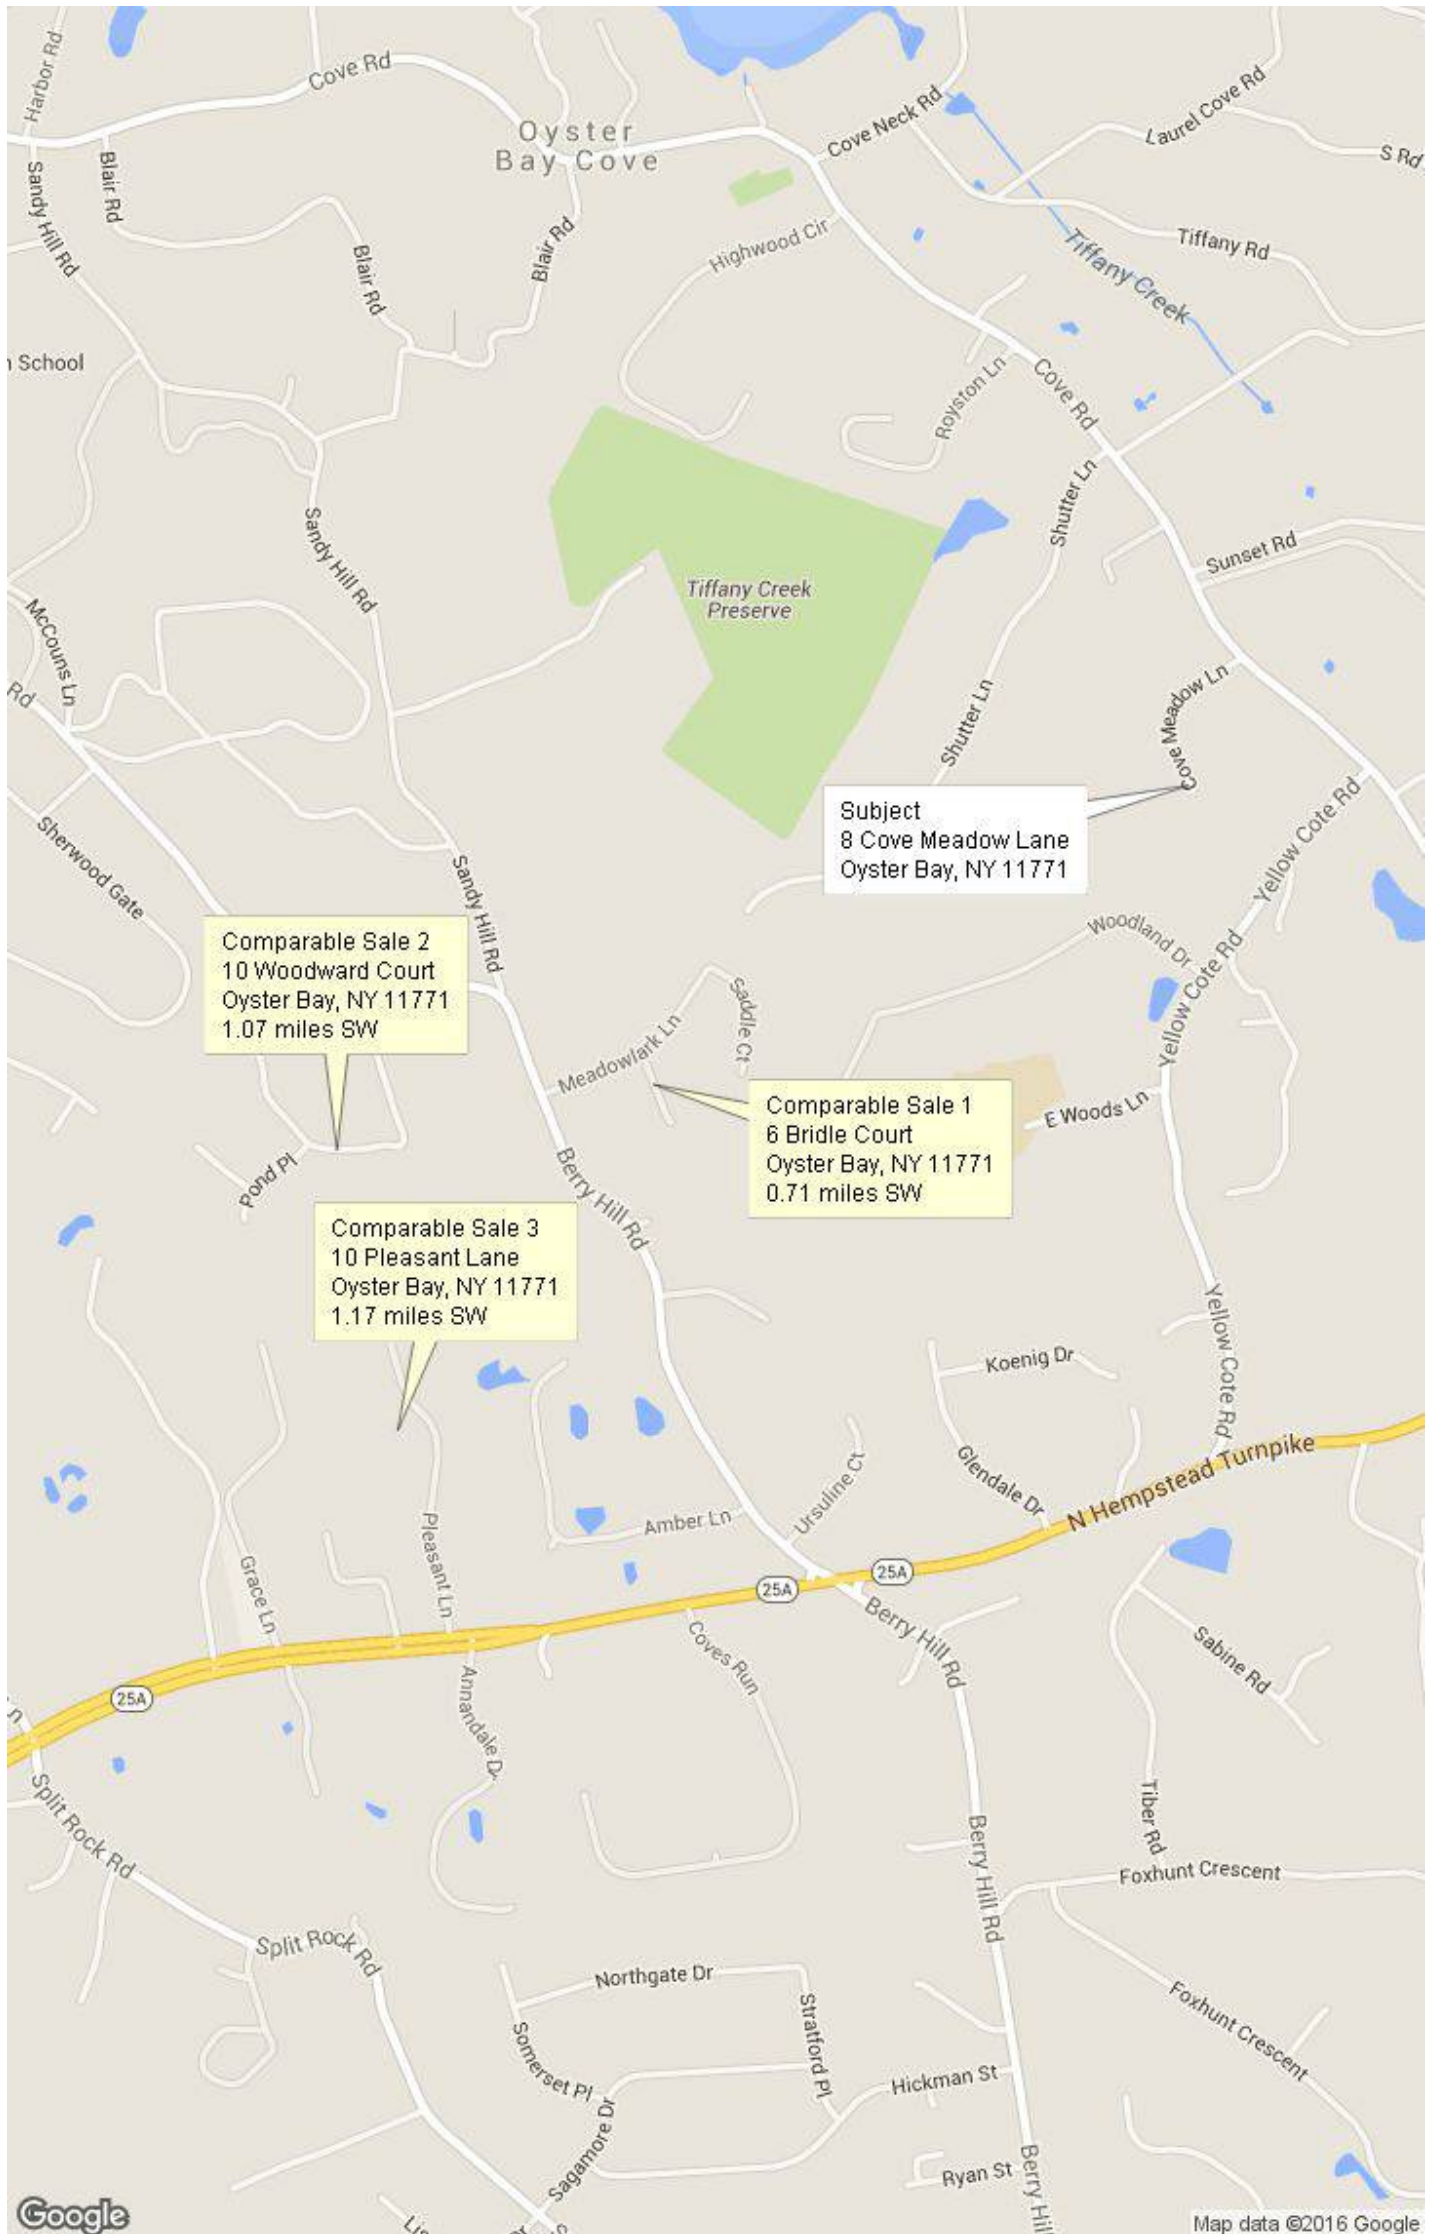 Harbor Rd
Cove Rd
Oyster
Bay Cove
Cove Neck Rd
Laurel Cove Rd
S Rd
Sandy Hill Rd
Blair Rd
Blair Rd
Blair Rd
Highwood Cir
Tiffany Rd
Tiffany Creek
School
Royston Ln
Cove Rd
Shutter Ln
Sandy Hill Rd
Sunset Rd
Tiffany Creek
Preserve
McCouns Ln
Rd
Cove Meadow Ln
Shutter Ln
Subject
8 Cove Meadow Lane
Oyster Bay, NY 11771
Yellow Cote Rd
Sherwood Gate
Sandy Hill Rd
Woodland Dr
Yellow Cote Rd
Comparable Sale 2
10 Woodward Court
Oyster Bay, NY 11771
1.07 miles SW
Saddle Ct
Meadowlark Ln
Comparable Sale 1
6 Bridle Court
Oyster Bay, NY 11771
0.71 miles SW
E Woods Ln
Pond Pl
Berry Hill Rd
Comparable Sale 3
10 Pleasant Lane
Oyster Bay, NY 11771
1.17 miles SW
Yellow Cote Rd
Koenig Dr
Glendale Dr
N Hempstead Turnpike
Ursuline Ct
Amber Ln
Pleasant Ln
Grace Ln
25A
25A
Berry Hill Rd
Coves Run
Sabine Rd
Annandale Dr
25A
Ln
Split Rock Rd
Tiber Rd
Berry Hill Rd
Foxhunt Crescent
Split Rock Rd
Northgate Dr
Stratford Pl
Foxhunt Crescent
Somerset Pl
Hickman St
Sagamore Dr
Ryan St
Berry Hill
Google
Map data ©2016 Google